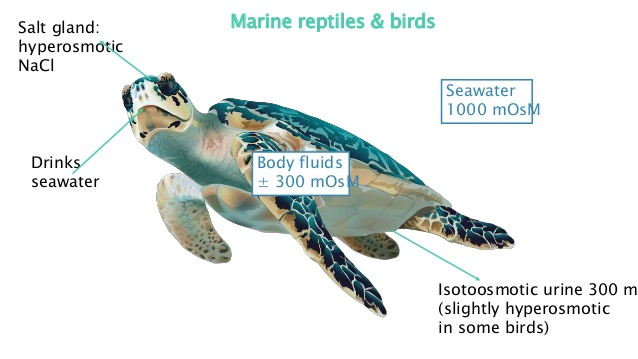 Marine reptiles & birds
Salt gland:
hyperosmotic
NaCl
Seawater
1000 mOsM
Drinks
seawater
Body fluids
± 300 mOsM
Isotoosmotic urine 300 m
(slightly hyperosmotic
in some birds)